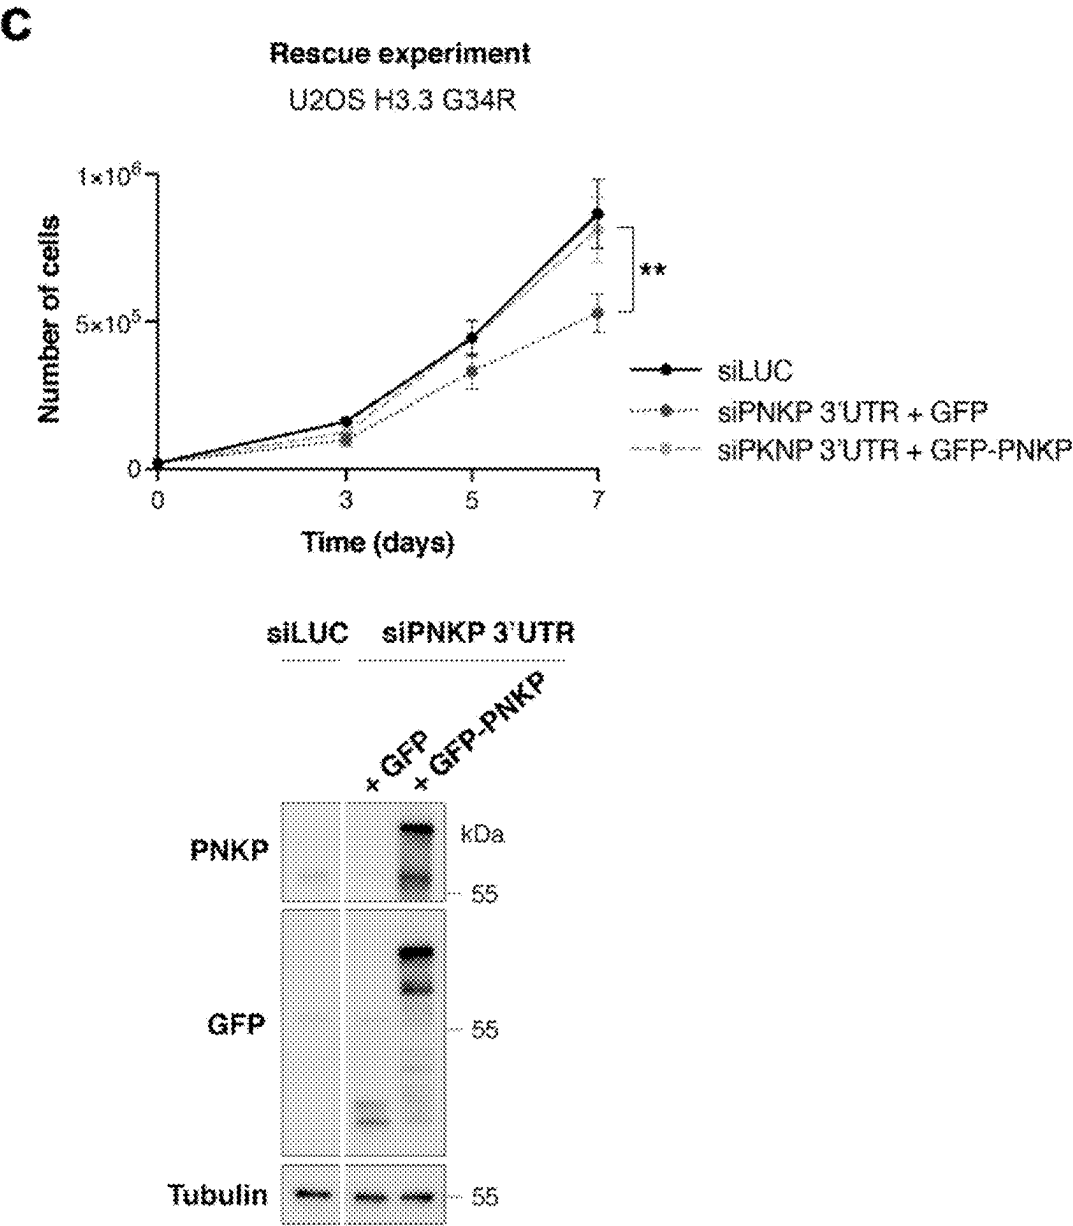 C
Rescue experiment
U2OS H3.3 G34R
1×10⁶
5×10⁵
0
Number of cells
0 3 5 7
Time (days)
**
siLUC
siPNKP 3'UTR + GFP
siPKNP 3'UTR + GFP-PNKP
siLUC siPNKP 3'UTR
+ GFP
+ GFP-PNKP
PNKP
kDa
55
GFP
55
Tubulin
55